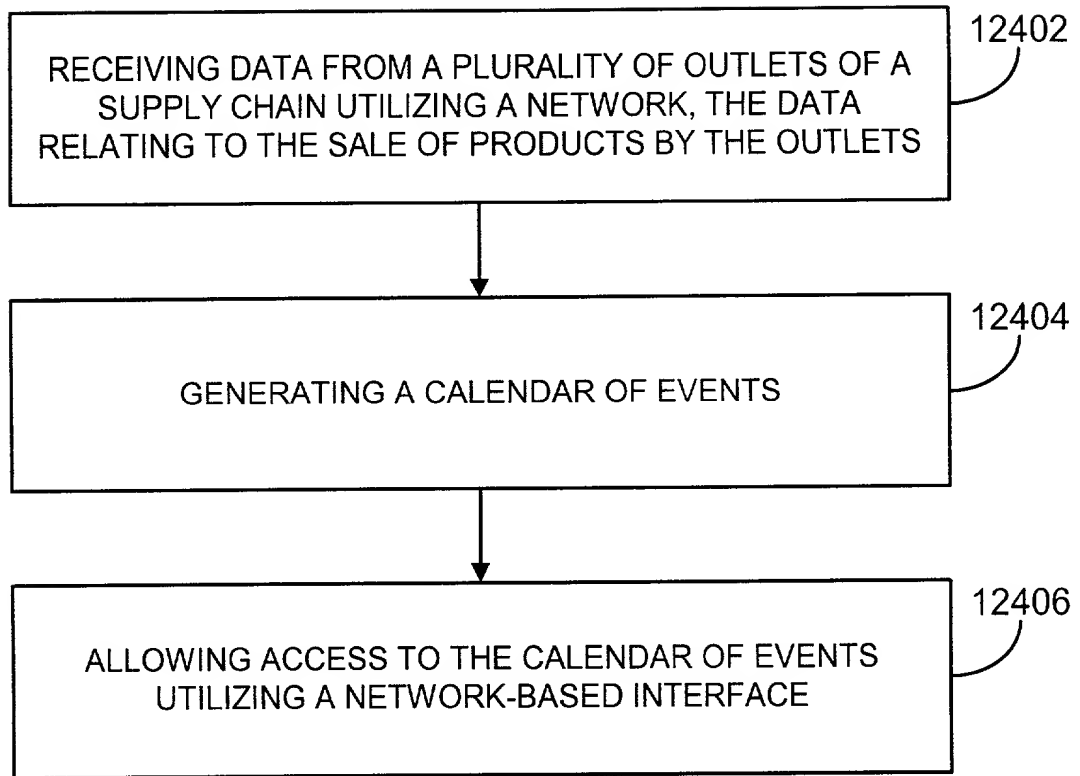 12402
RECEIVING DATA FROM A PLURALITY OF OUTLETS OF A
SUPPLY CHAIN UTILIZING A NETWORK, THE DATA
RELATING TO THE SALE OF PRODUCTS BY THE OUTLETS
12404
GENERATING A CALENDAR OF EVENTS
12406
ALLOWING ACCESS TO THE CALENDAR OF EVENTS
UTILIZING A NETWORK-BASED INTERFACE